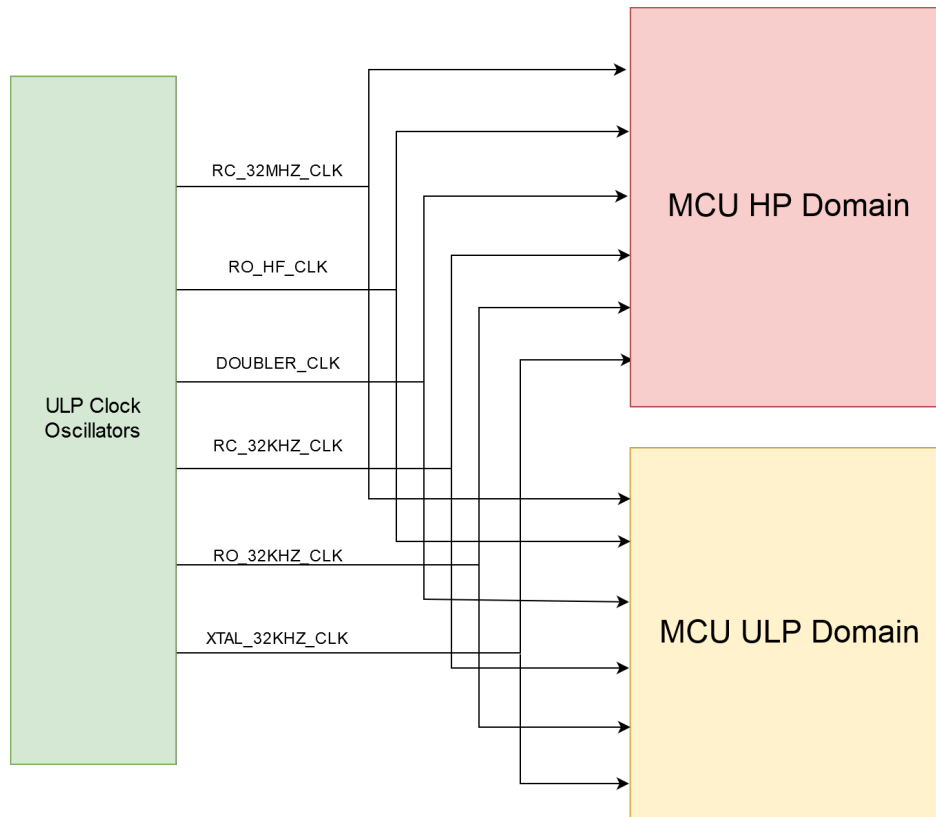 RC_32MHZ_CLK
RO_HF_CLK
DOUBLER_CLK
RC_32KHZ_CLK
RO_32KHZ_CLK
XTAL_32KHZ_CLK
ULP Clock
Oscillators
MCU HP Domain
MCU ULP Domain